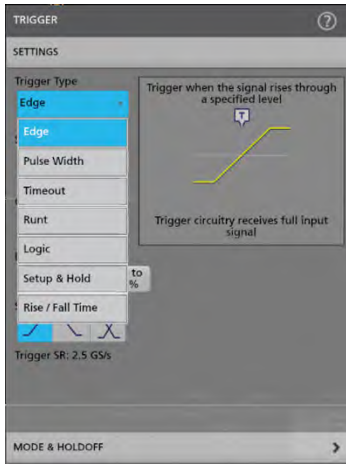 TRIGGER
?
SETTINGS
Trigger Type
Edge
Edge
Pulse Width
Timeout
Runt
Logic
Setup & Hold
Rise / Fall Time
Trigger when the signal rises through
a specified level
T
Trigger circuitry receives full input
signal
to
%
Trigger SR: 2.5 GS/s
MODE & HOLDOFF